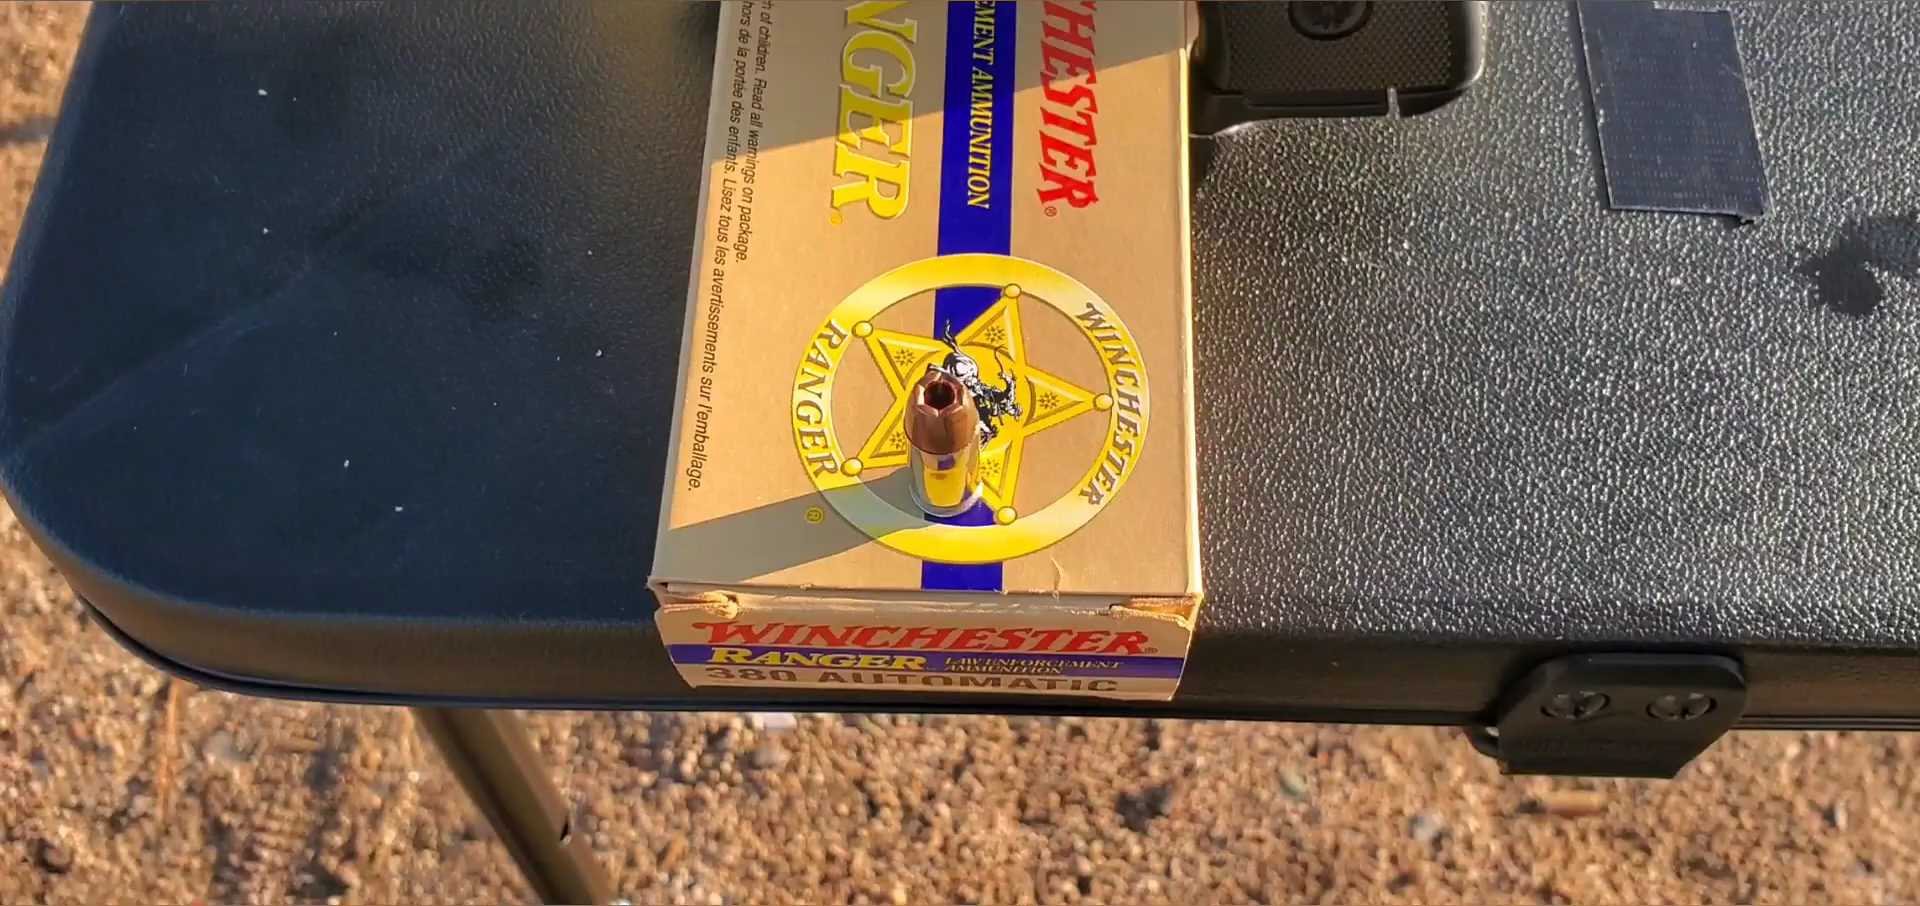 HESTER®
EMENT AMMUNITION
NGER®
h of children. Read all warnings on package.
hors de la portée des enfants. Lisez tous les avertissements sur l'emballage.
WINCHESTER
RANGER
®
WINCHESTER®
RANGER LAW ENFORCEMENT
AMMUNITION
380 AUTOMATIC